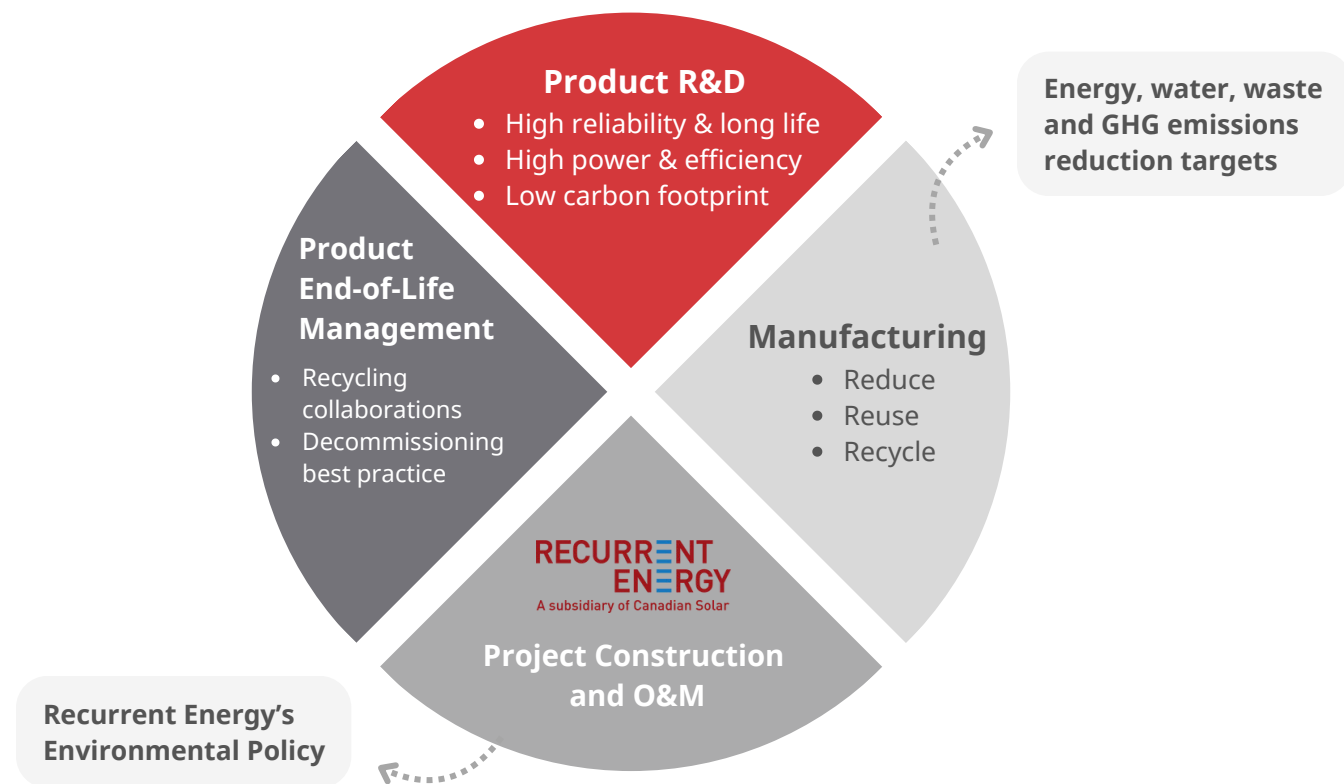 Product R&D
• High reliability & long life
• High power & efficiency
• Low carbon footprint
Energy, water, waste
and GHG emissions
reduction targets
Product
End-of-Life
Management
• Recycling
collaborations
• Decommissioning
best practice
Manufacturing
• Reduce
• Reuse
• Recycle
RECURRENT
ENERGY
A subsidiary of Canadian Solar
Project Construction
and O&M
Recurrent Energy’s
Environmental Policy